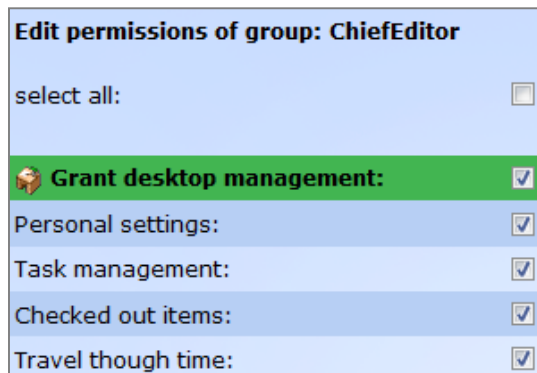 Edit permissions of group: ChiefEditor
select all:
Grant desktop management:
Personal settings:
Task management:
Checked out items:
Travel though time: